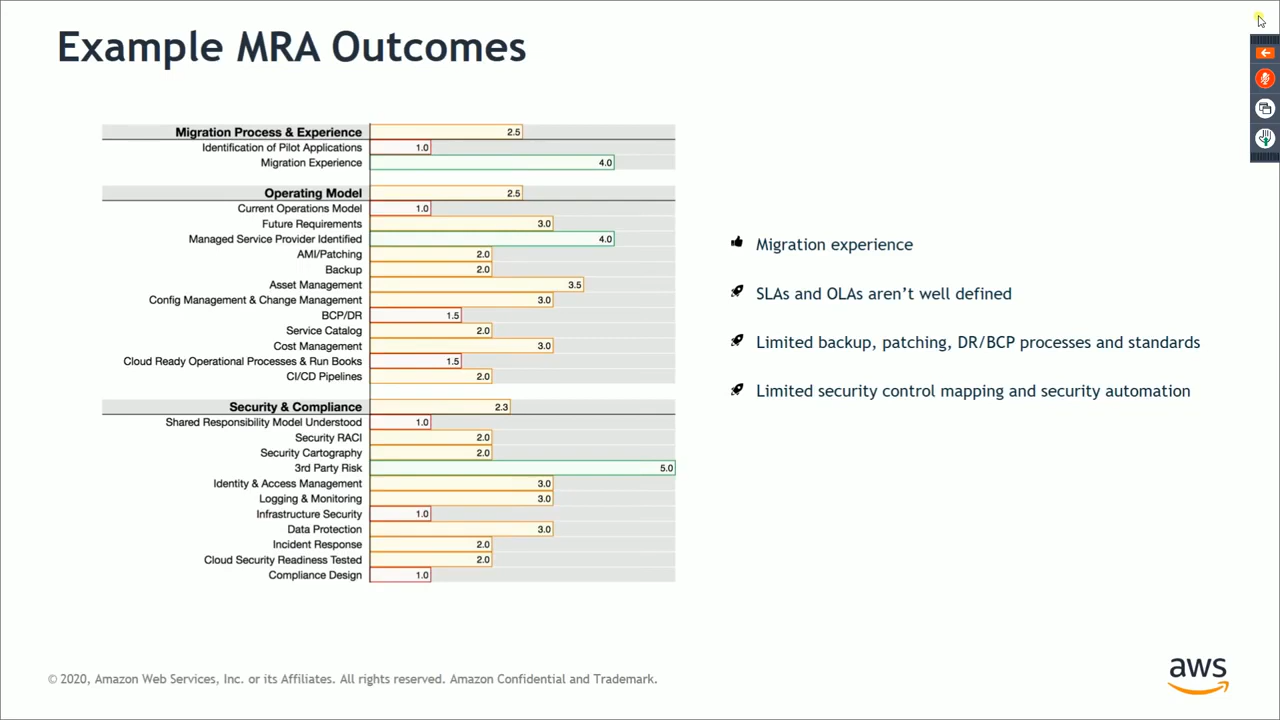 Example MRA Outcomes
Migration Process & Experience 2.5
Identification of Pilot Applications 1.0
Migration Experience 4.0
Operating Model 2.5
Current Operations Model 1.0
Future Requirements 3.0
Managed Service Provider Identified 4.0
AMI/Patching 2.0
Backup 2.0
Asset Management 3.5
Config Management & Change Management 3.0
BCP/DR 1.5
Service Catalog 2.0
Cost Management 3.0
Cloud Ready Operational Processes & Run Books 1.5
CI/CD Pipelines 2.0
Security & Compliance 2.3
Shared Responsibility Model Understood 1.0
Security RACI 2.0
Security Cartography 2.0
3rd Party Risk 5.0
Identity & Access Management 3.0
Logging & Monitoring 3.0
Infrastructure Security 1.0
Data Protection 3.0
Incident Response 2.0
Cloud Security Readiness Tested 2.0
Compliance Design 1.0
Migration experience
SLAs and OLAs aren't well defined
Limited backup, patching, DR/BCP processes and standards
Limited security control mapping and security automation
© 2020, Amazon Web Services, Inc. or its Affiliates. All rights reserved. Amazon Confidential and Trademark.
aws